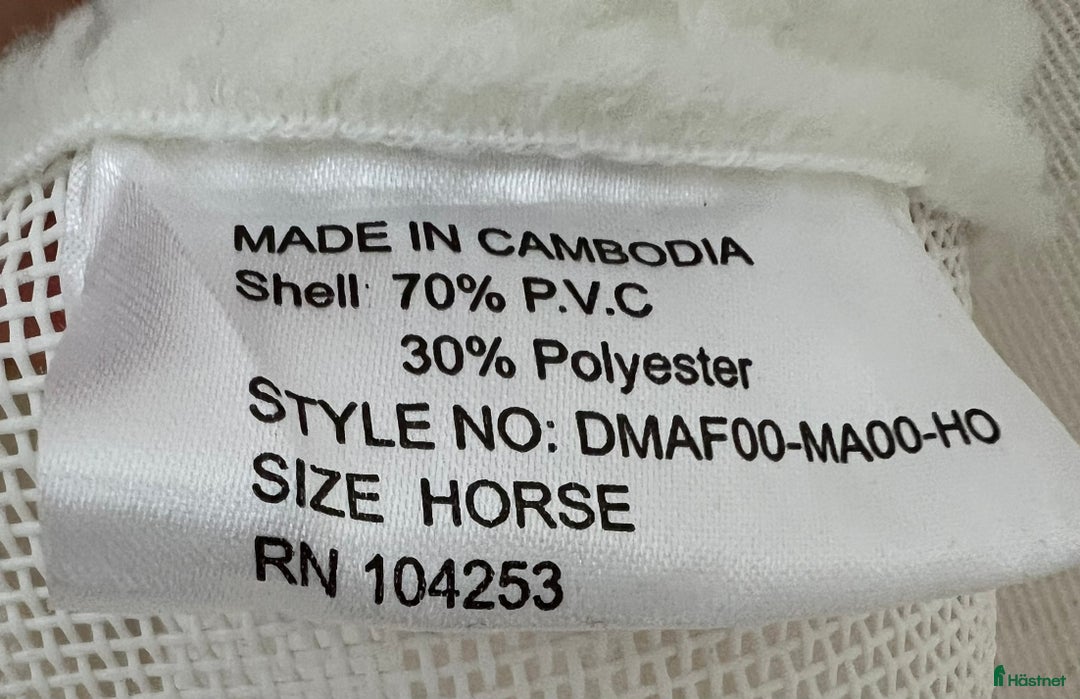 MADE IN CAMBODIA
Shell: 70% P.V.C
30% Polyester
STYLE NO: DMAF00-MA00-HO
SIZE HORSE
RN 104253
Hästnet